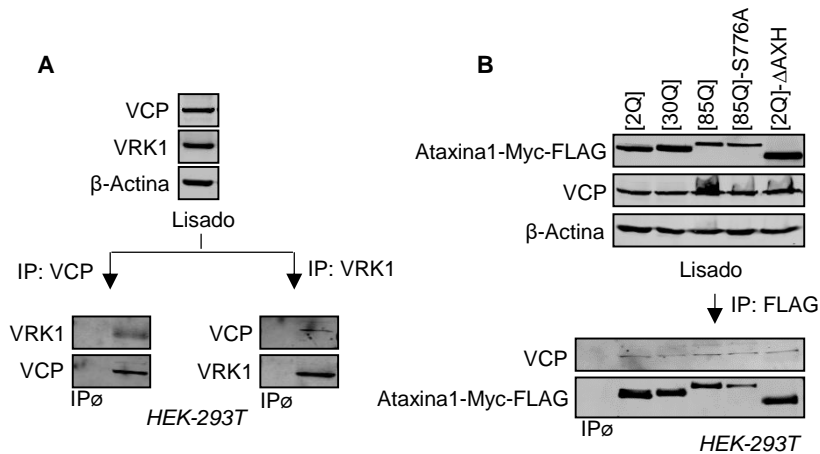 A
VCP
VRK1
β-Actina
Lisado
IP: VCP
IP: VRK1
VRK1
VCP
IPø
VCP
VRK1
IPø
HEK-293T
B
[2Q]
[30Q]
[85Q]
[85Q]-S776A
[2Q]-ΔAXH
Ataxina1-Myc-FLAG
VCP
β-Actina
Lisado
IP: FLAG
VCP
Ataxina1-Myc-FLAG
IPø
HEK-293T